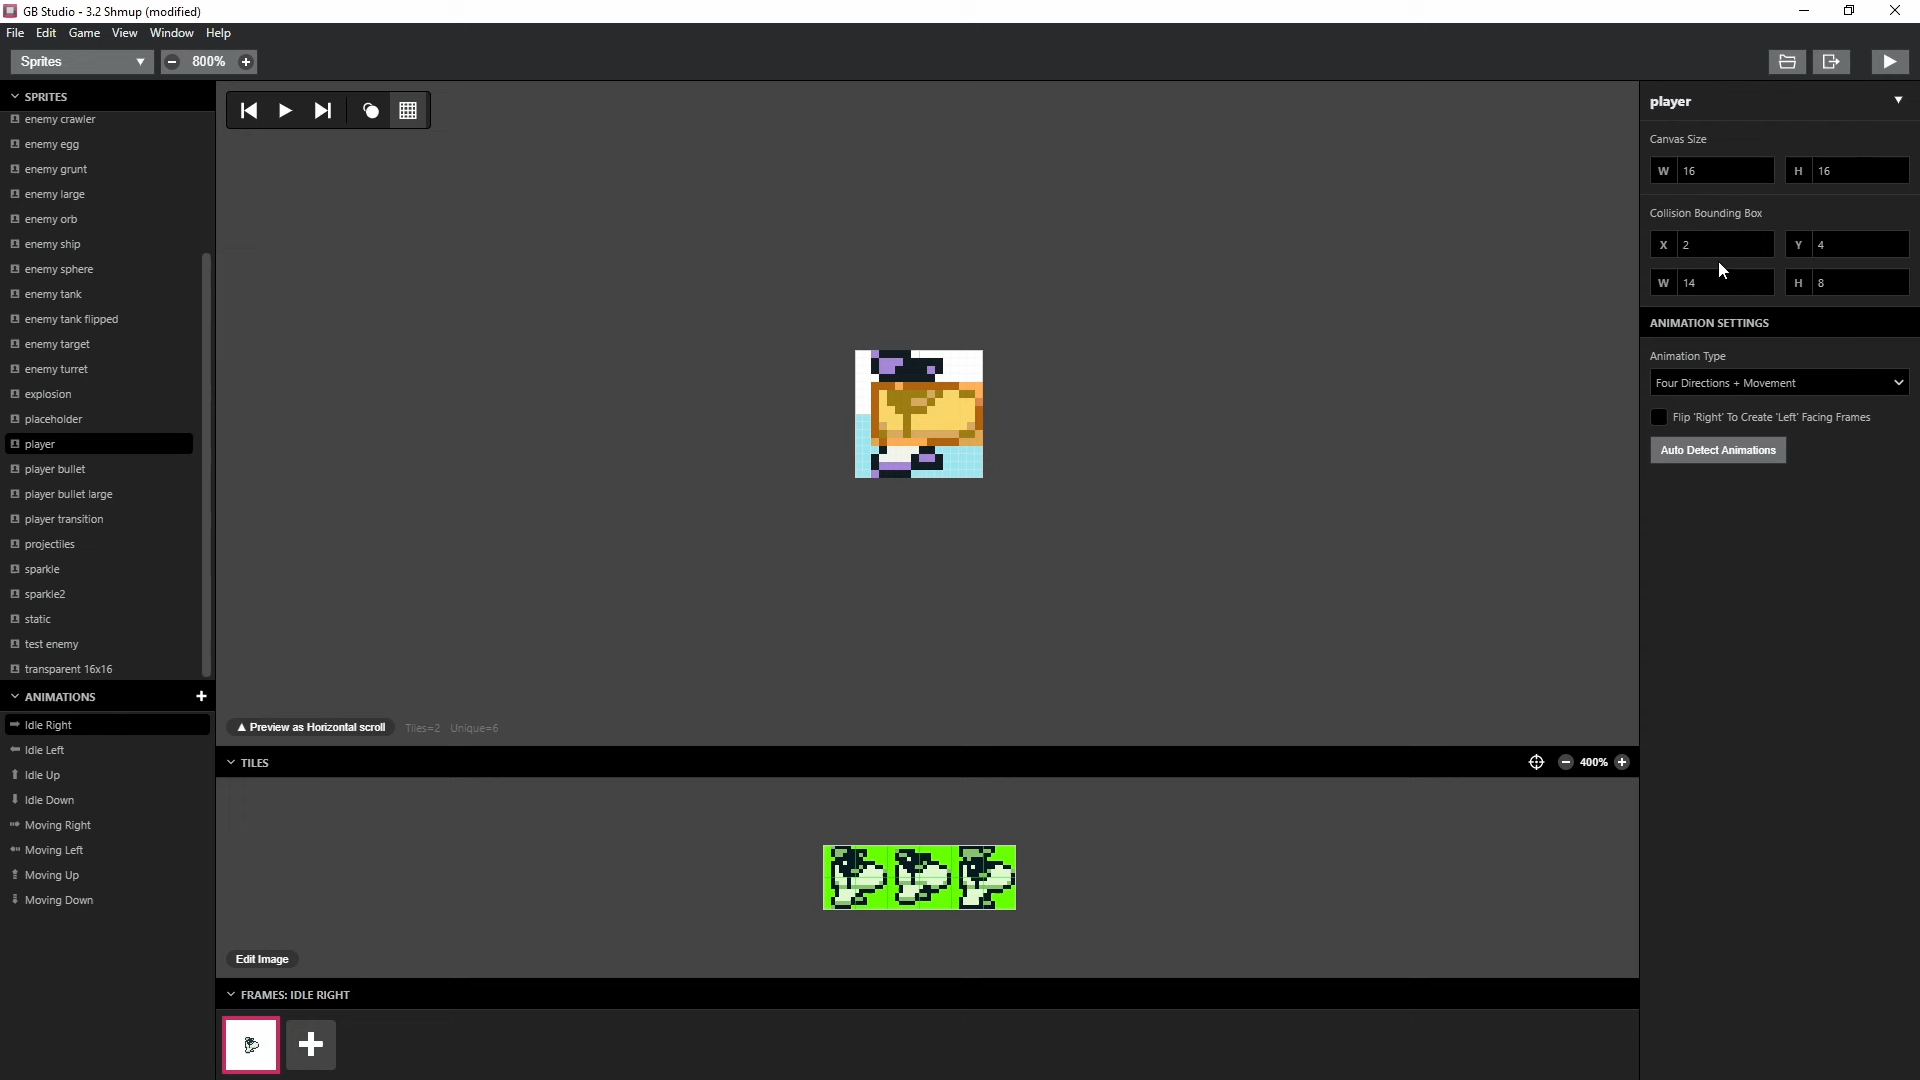 GB Studio - 3.2 Shmup (modified)
File Edit Game View Window Help
Sprites 800%
SPRITES
enemy crawler
enemy egg
enemy grunt
enemy large
enemy orb
enemy ship
enemy sphere
enemy tank
enemy tank flipped
enemy target
enemy turret
explosion
placeholder
player
player bullet
player bullet large
player transition
projectiles
sparkle
sparkle2
static
test enemy
transparent 16x16
ANIMATIONS
Idle Right
Idle Left
Idle Up
Idle Down
Moving Right
Moving Left
Moving Up
Moving Down
Preview as Horizontal scroll Tiles=2 Unique=6
TILES 400%
Edit Image
FRAMES: IDLE RIGHT
player
Canvas Size
W 16 H 16
Collision Bounding Box
X 2 Y 4
W 14 H 8
ANIMATION SETTINGS
Animation Type
Four Directions + Movement
Flip 'Right' To Create 'Left' Facing Frames
Auto Detect Animations